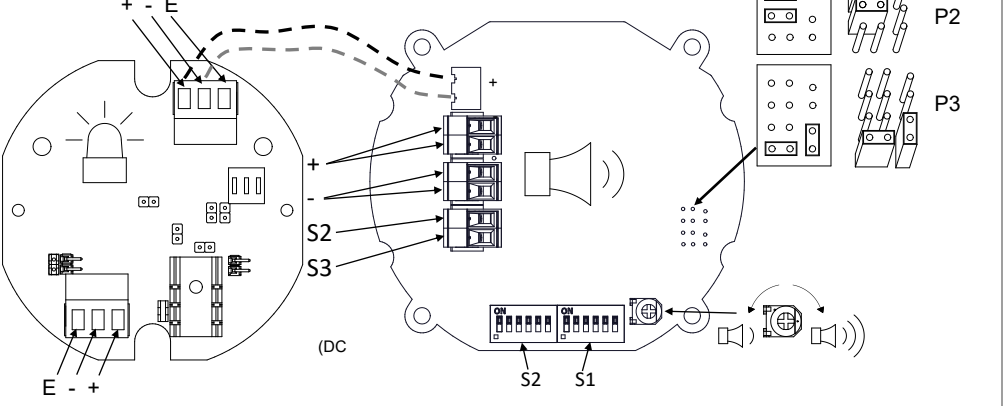 + - E
P2
+
P3
+
-
S2
S3
ON
ON
(DC
S2
S1
E - +